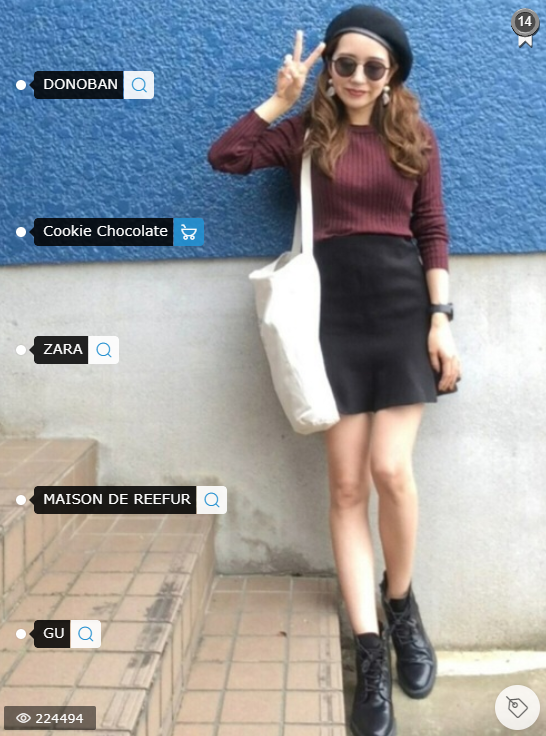 14
DONOBAN
Cookie Chocolate
ZARA
MAISON DE REEFUR
GU
224494